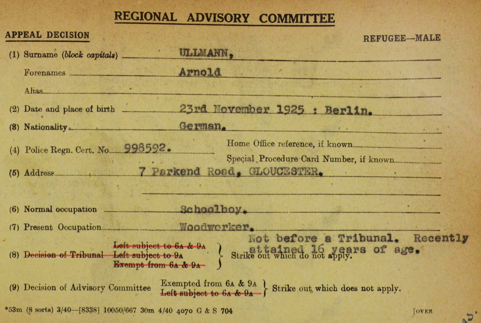 REGIONAL ADVISORY COMMITTEE
APPEAL DECISION
REFUGEE—MALE
(1) Surname (block capitals) ULLMANN,
Forenames Arnold
Alias
(2) Date and place of birth 23rd November 1925 : Berlin.
(3) Nationality German.
(4) Police Regn. Cert. No. 998592. Home Office reference, if known
Special Procedure Card Number, if known
(5) Address 7 Parkend Road, GLOUCESTER.
(6) Normal occupation Schoolboy.
(7) Present Occupation Woodworker.
Not before a Tribunal. Recently
attained 16 years of age.
Left subject to 6A & 9A
(8) Decision of Tribunal Left subject to 9A Strike out which do not apply.
Exempt from 6A & 9A
(9) Decision of Advisory Committee Exempted from 6A & 9A
Left subject to 6A & 9A Strike out which does not apply.
*53m (8 sorts) 3/40—[8338] 10050/667 30m 4/40 4070 G & S 704
[OVER